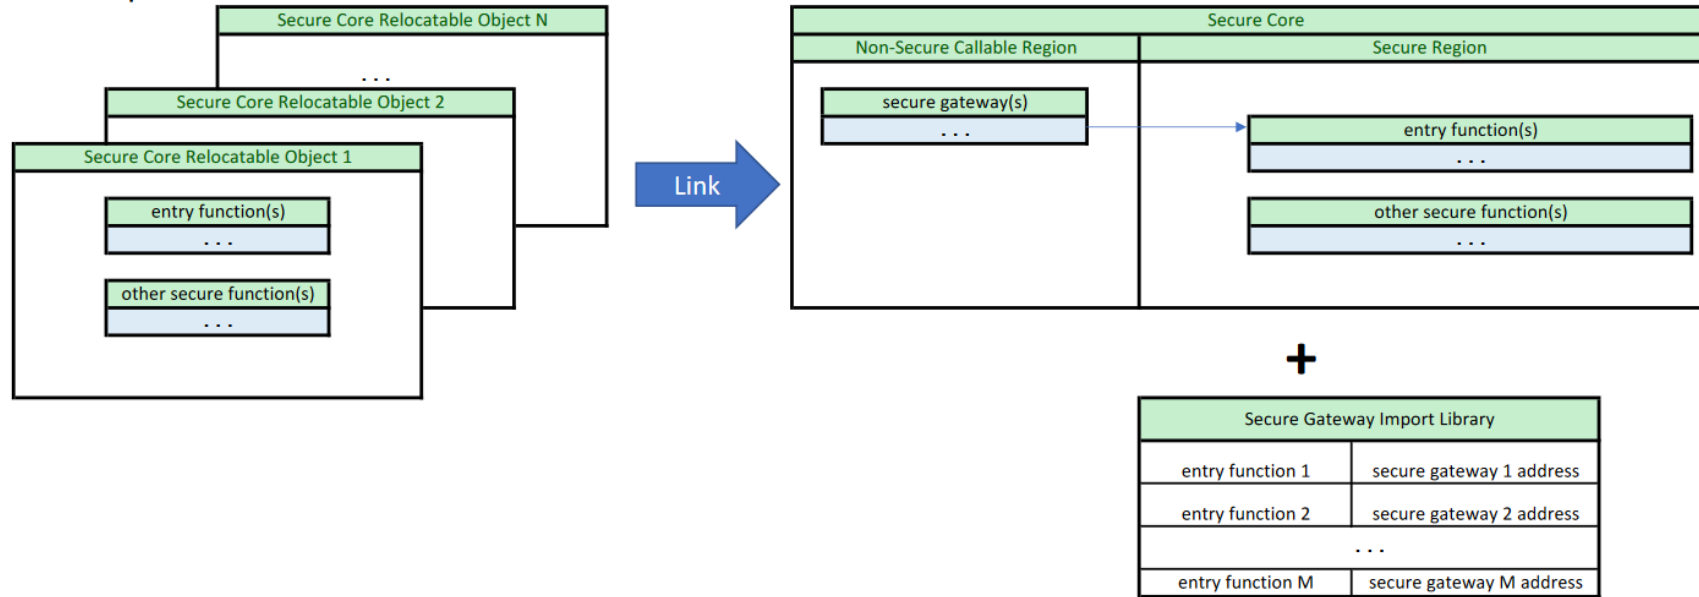 Secure Core Relocatable Object N
. . .
Secure Core Relocatable Object 2
Secure Core Relocatable Object 1
entry function(s)
. . .
other secure function(s)
. . .
Link
Secure Core
Non-Secure Callable Region
Secure Region
secure gateway(s)
. . .
entry function(s)
. . .
other secure function(s)
. . .
+
Secure Gateway Import Library
entry function 1 secure gateway 1 address
entry function 2 secure gateway 2 address
. . .
entry function M secure gateway M address